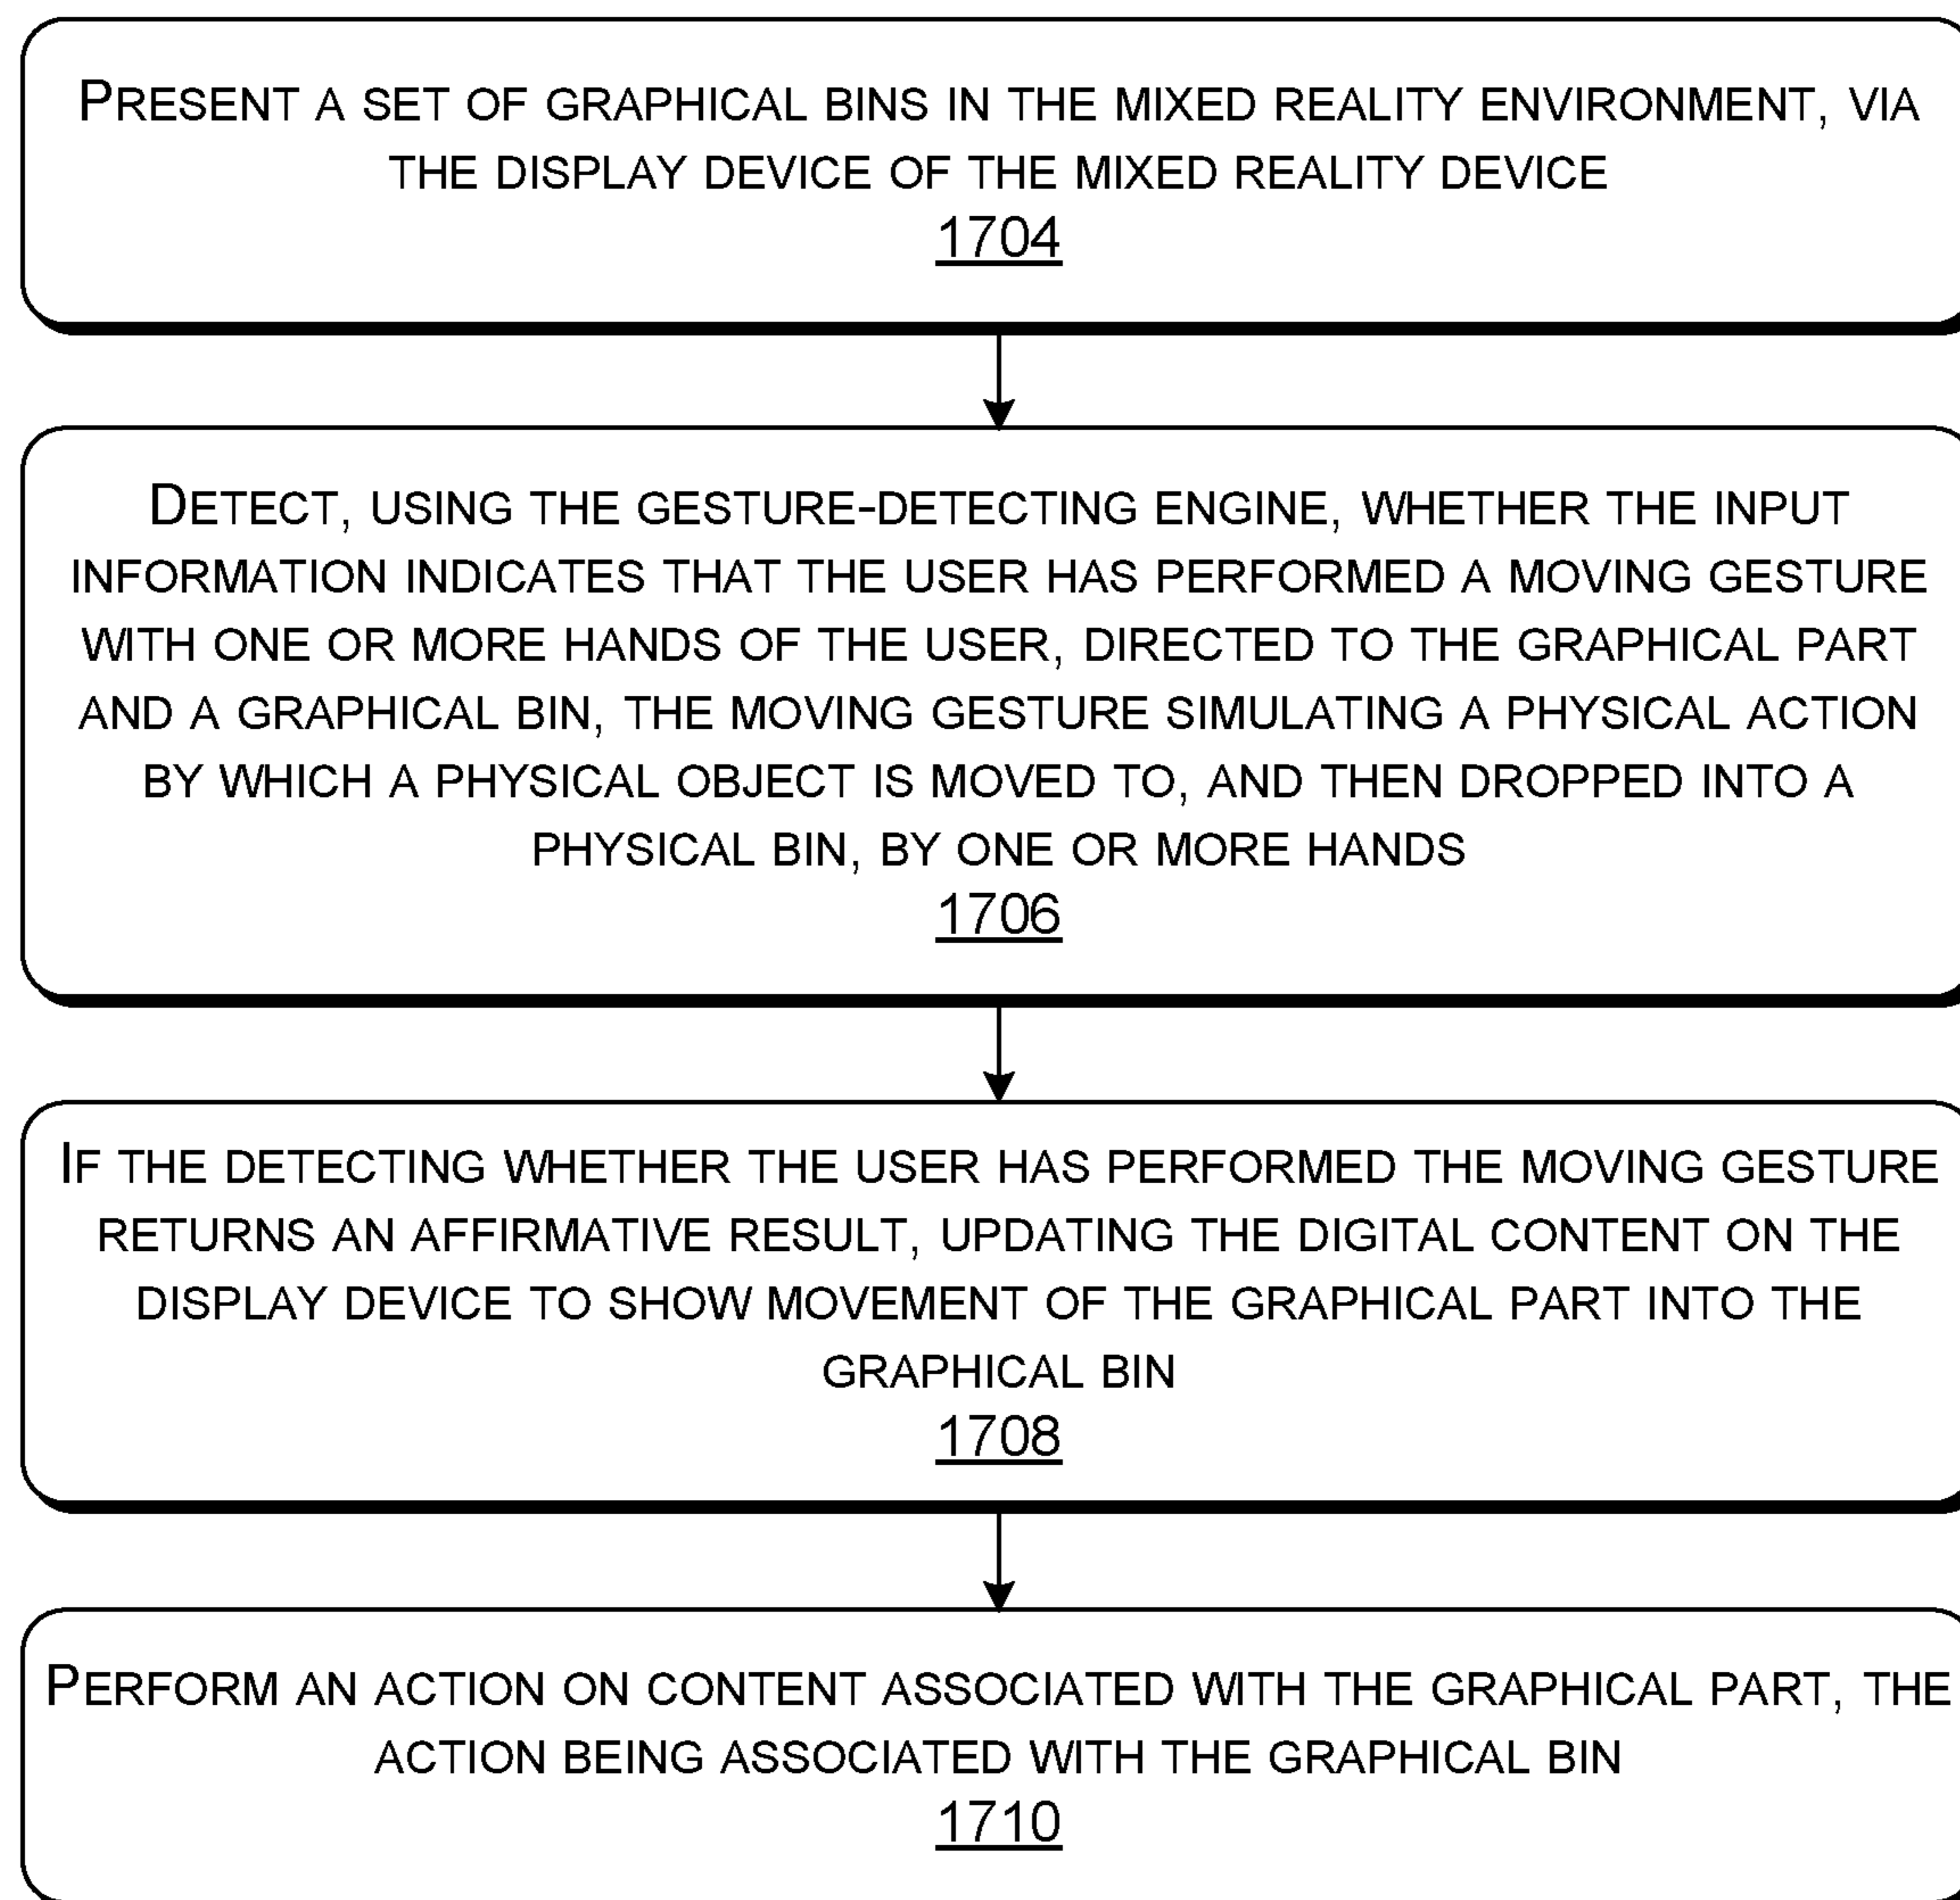 PRESENT A SET OF GRAPHICAL BINS IN THE MIXED REALITY ENVIRONMENT, VIA
THE DISPLAY DEVICE OF THE MIXED REALITY DEVICE
1704
DETECT, USING THE GESTURE-DETECTING ENGINE, WHETHER THE INPUT
INFORMATION INDICATES THAT THE USER HAS PERFORMED A MOVING GESTURE
WITH ONE OR MORE HANDS OF THE USER, DIRECTED TO THE GRAPHICAL PART
AND A GRAPHICAL BIN, THE MOVING GESTURE SIMULATING A PHYSICAL ACTION
BY WHICH A PHYSICAL OBJECT IS MOVED TO, AND THEN DROPPED INTO A
PHYSICAL BIN, BY ONE OR MORE HANDS
1706
IF THE DETECTING WHETHER THE USER HAS PERFORMED THE MOVING GESTURE
RETURNS AN AFFIRMATIVE RESULT, UPDATING THE DIGITAL CONTENT ON THE
DISPLAY DEVICE TO SHOW MOVEMENT OF THE GRAPHICAL PART INTO THE
GRAPHICAL BIN
1708
PERFORM AN ACTION ON CONTENT ASSOCIATED WITH THE GRAPHICAL PART, THE
ACTION BEING ASSOCIATED WITH THE GRAPHICAL BIN
1710